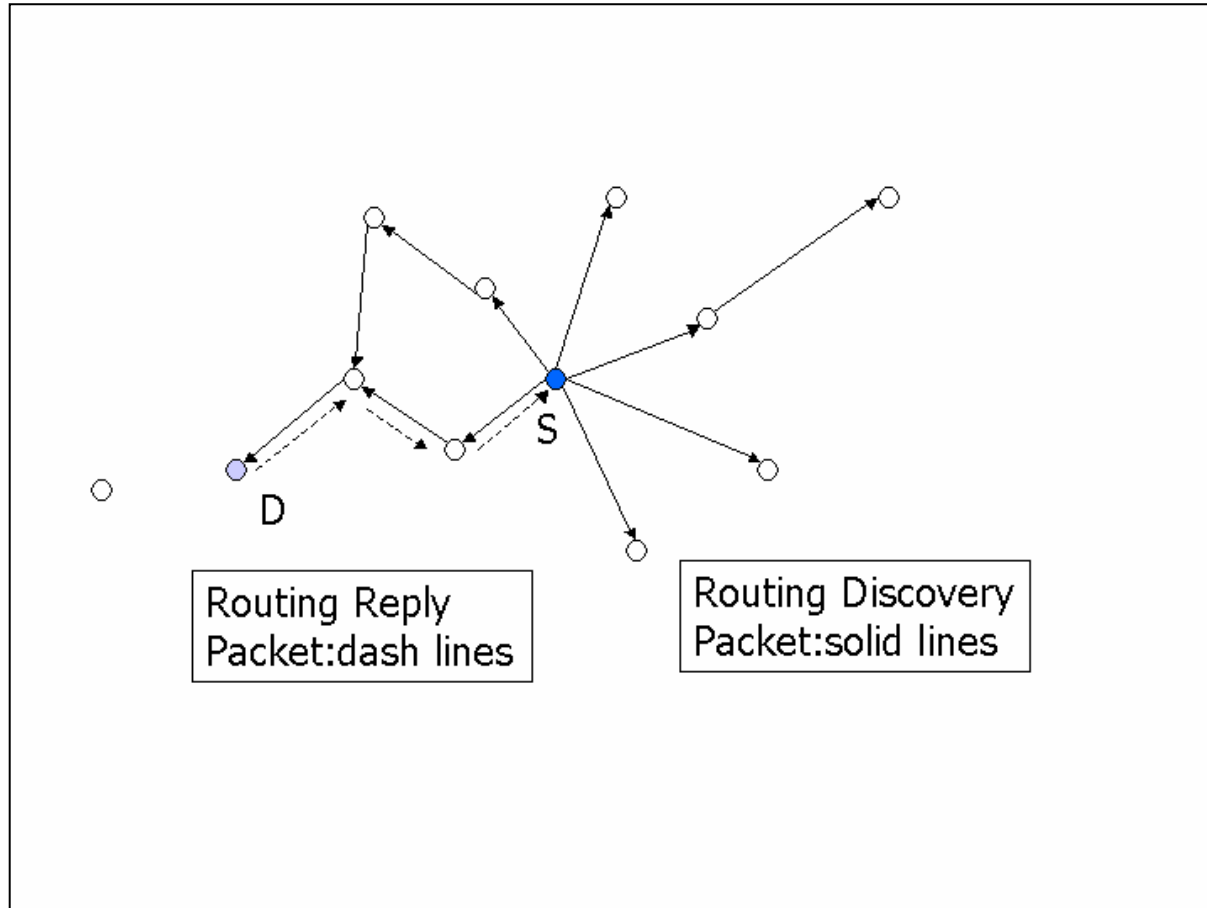 S
D
Routing Reply
Packet:dash lines
Routing Discovery
Packet:solid lines